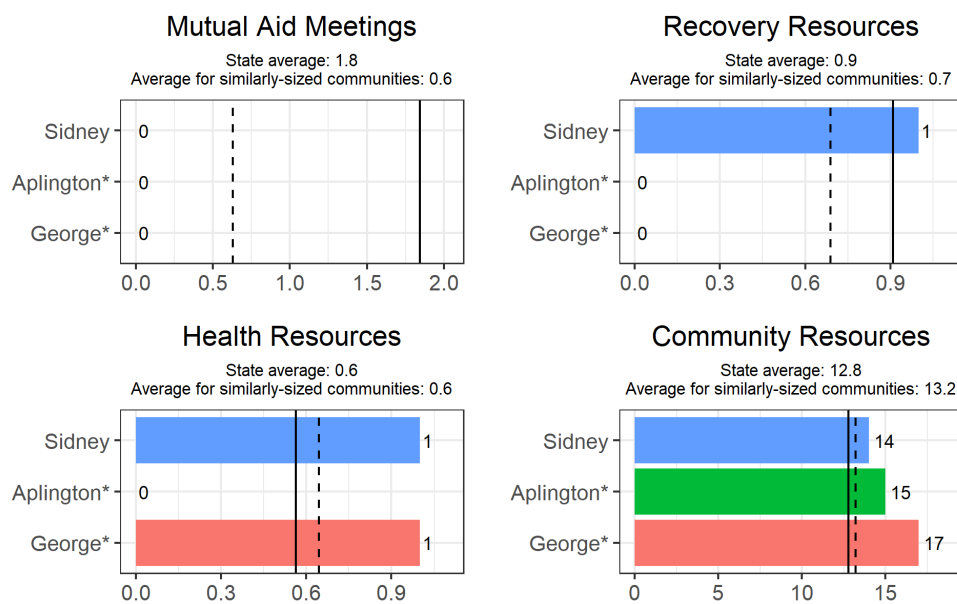 Mutual Aid Meetings
State average: 1.8
Average for similarly-sized communities: 0.6
Sidney
0
Aplington*
0
George*
0
0.0 0.5 1.0 1.5 2.0
Recovery Resources
State average: 0.9
Average for similarly-sized communities: 0.7
Sidney
1
Aplington*
0
George*
0
0.0 0.3 0.6 0.9
Health Resources
State average: 0.6
Average for similarly-sized communities: 0.6
Sidney
1
Aplington*
0
George*
1
0.0 0.3 0.6 0.9
Community Resources
State average: 12.8
Average for similarly-sized communities: 13.2
Sidney
14
Aplington*
15
George*
17
0 5 10 15